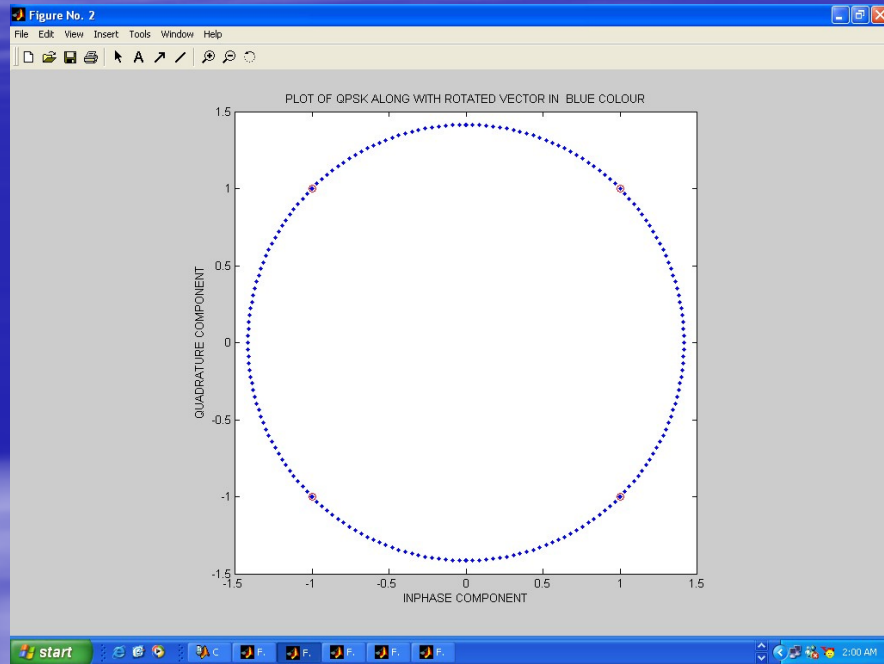 Figure No. 2
File Edit View Insert Tools Window Help
A
PLOT OF QPSK ALONG WITH ROTATED VECTOR IN BLUE COLOUR
1.5
1
0.5
0
-0.5
-1
-1.5
QUADRATURE COMPONENT
-1.5 -1 -0.5 0 0.5 1 1.5
INPHASE COMPONENT
start C F. F. F. F. F. 2:00 AM